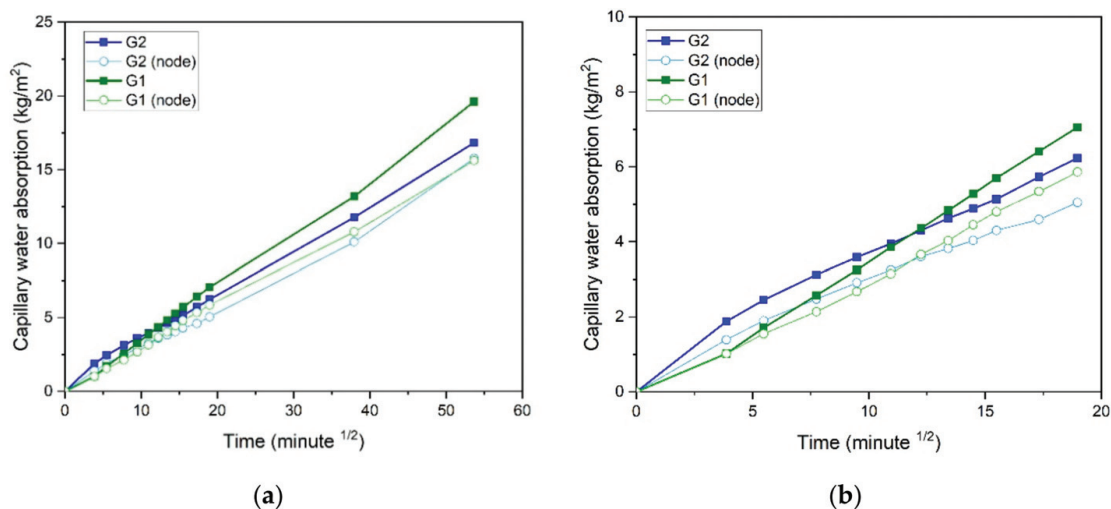 25
20
15
10
5
0
Capillary water absorption (kg/m²)
G2
G2 (node)
G1
G1 (node)
0 10 20 30 40 50 60
Time (minute 1/2)
(a)
10
8
6
4
2
0
Capillary water absorption (kg/m²)
G2
G2 (node)
G1
G1 (node)
0 5 10 15 20
Time (minute 1/2)
(b)